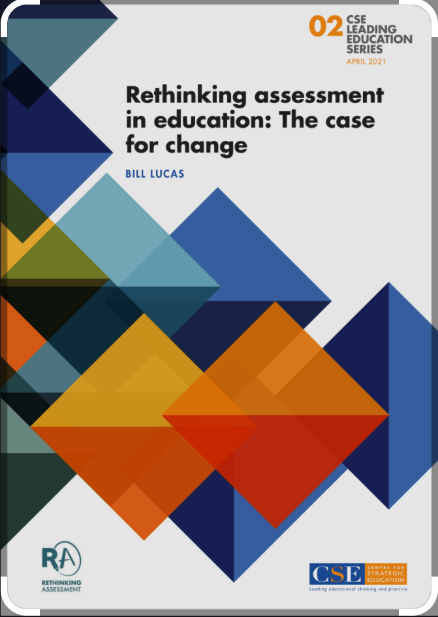 02 CSE
LEADING
EDUCATION
SERIES
APRIL 2021
Rethinking assessment
in education: The case
for change
BILL LUCAS
RA
RETHINKING
ASSESSMENT
CSE
CENTRE FOR
STRATEGIC
EDUCATION
Leading educational thinking and practice